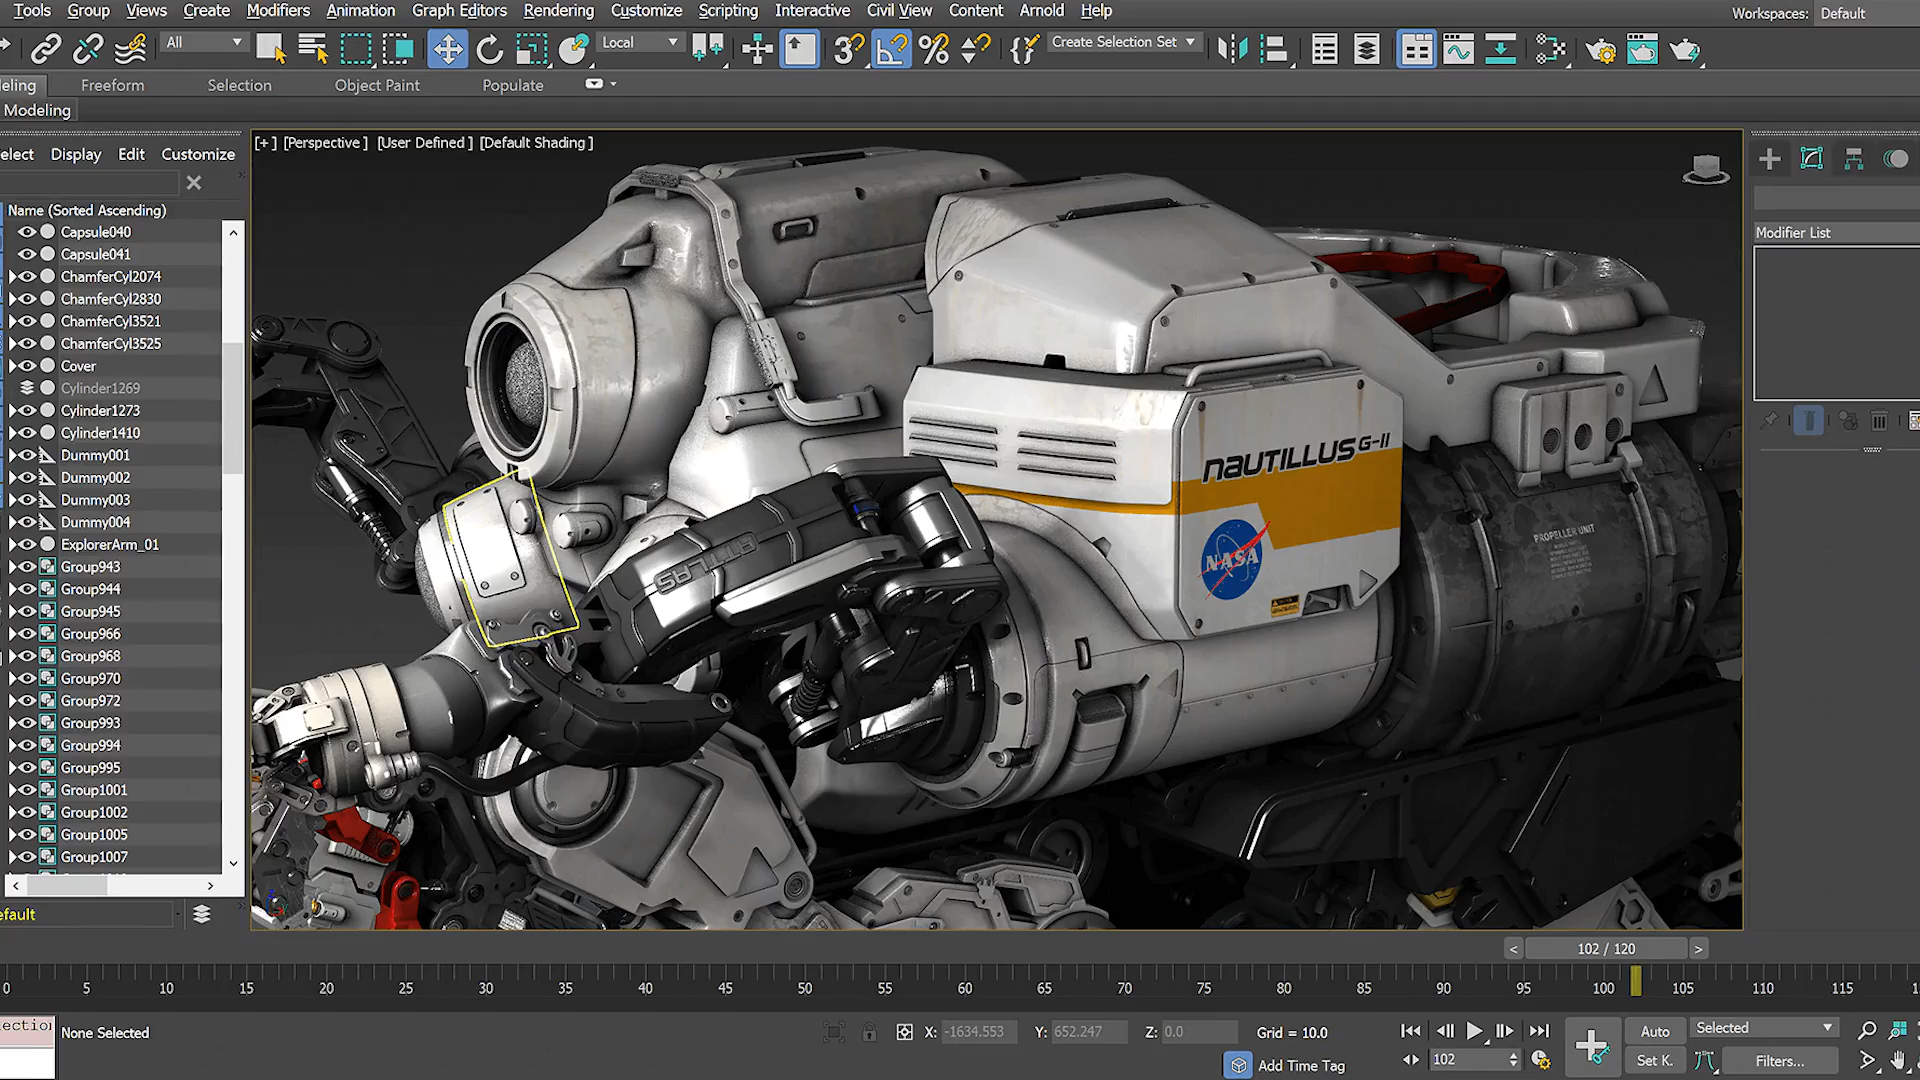 Tools Group Views Create Modifiers Animation Graph Editors Rendering Customize Scripting Interactive Civil View Content Arnold Help
Workspaces: Default
All
Local
3
%
Create Selection Set
eling Freeform Selection Object Paint Populate
Modeling
elect Display Edit Customize
[+] [Perspective] [User Defined] [Default Shading]
Name (Sorted Ascending)
Capsule040
Capsule041
ChamferCyl2074
ChamferCyl2830
ChamferCyl3521
ChamferCyl3525
Cover
Cylinder1269
Cylinder1273
Cylinder1410
Dummy001
Dummy002
Dummy003
Dummy004
ExplorerArm_01
Group943
Group944
Group945
Group966
Group968
Group970
Group972
Group993
Group994
Group995
Group1001
Group1002
Group1005
Group1007
efault
Modifier List
NAUTILLUS G-II
NASA
PROPELLER UNIT
< 102 / 120 >
0 5 10 15 20 25 30 35 40 45 50 55 60 65 70 75 80 85 90 95 100 105 110 115
ection
None Selected
X: -1634.553 Y: 652.247 Z: 0.0 Grid = 10.0
Add Time Tag
102
Auto
Selected
Set K.
Filters...